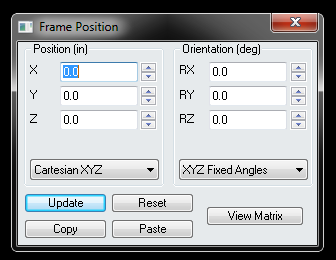 Frame Position
Position (in)
X 0.0
Y 0.0
Z 0.0
Cartesian XYZ
Orientation (deg)
RX 0.0
RY 0.0
RZ 0.0
XYZ Fixed Angles
Update Reset
Copy Paste
View Matrix